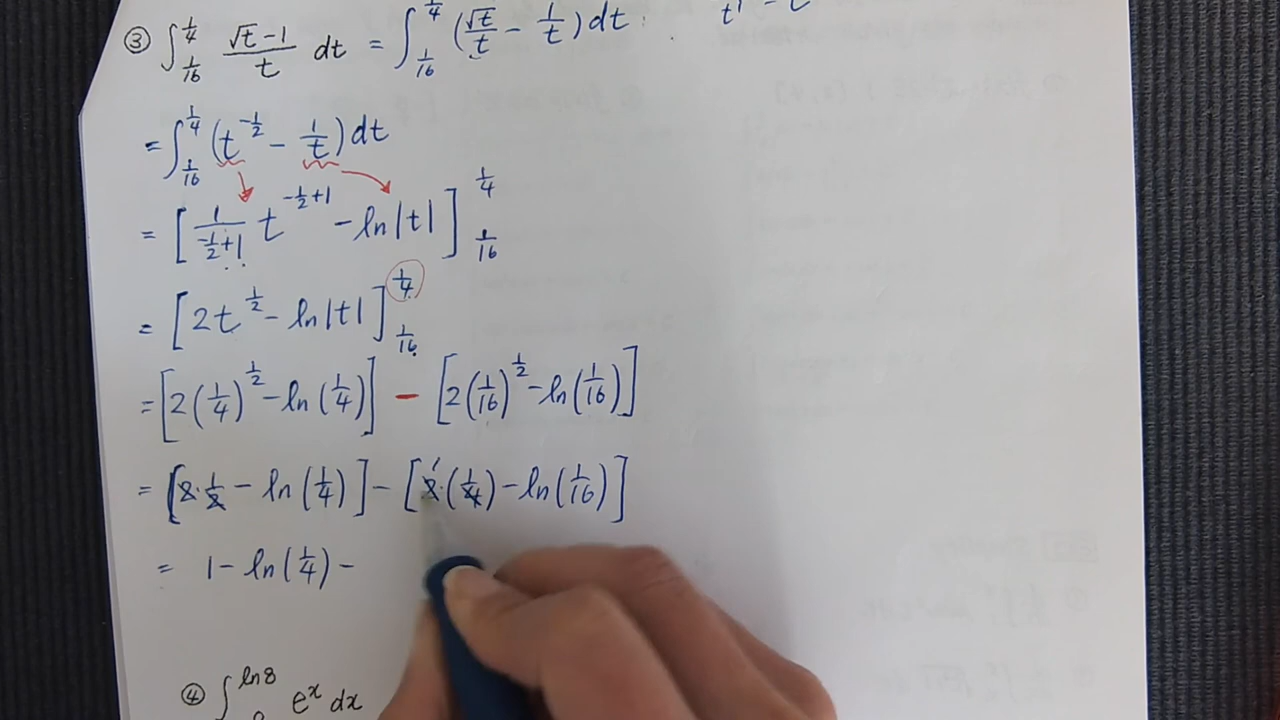 ③ ∫_{1/16}^{1/4} (√t - 1)/t dt = ∫_{1/16}^{1/4} (√t/t - 1/t) dt
= ∫_{1/16}^{1/4} (t^{-1/2} - 1/t) dt
= [1/(-1/2+1) t^{-1/2+1} - ln|t|]_{1/16}^{1/4}
= [2t^{1/2} - ln|t|]_{1/16}^{1/4}
= [2(1/4)^{1/2} - ln(1/4)] - [2(1/16)^{1/2} - ln(1/16)]
= [2·1/2 - ln(1/4)] - [2·(1/4) - ln(1/16)]
= 1 - ln(1/4) -
④ ∫^{ln8} e^x dx